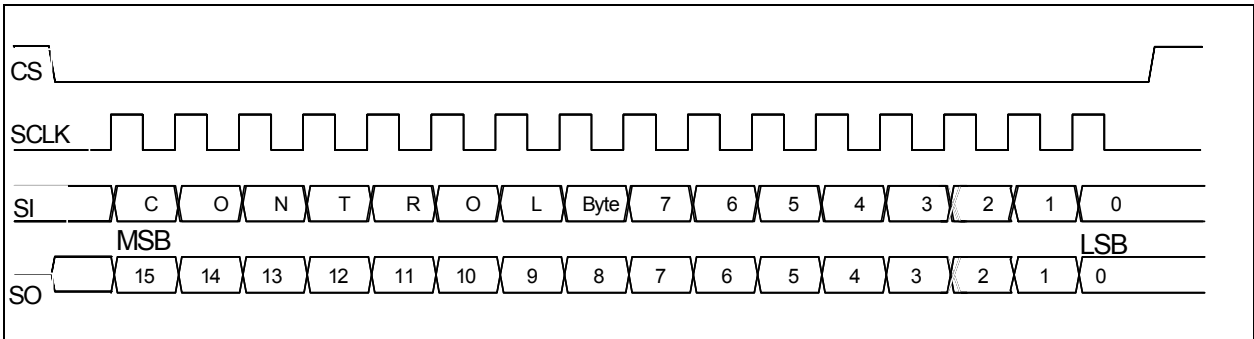 CS
SCLK
SI C O N T R O L Byte 7 6 5 4 3 2 1 0
MSB LSB
SO 15 14 13 12 11 10 9 8 7 6 5 4 3 2 1 0